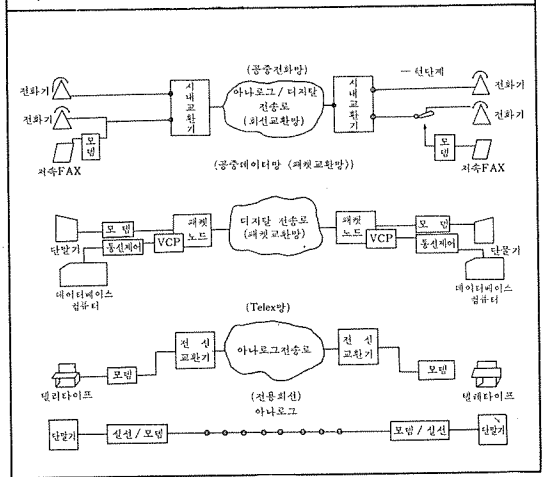 (공중전화망)
전화기
시내교환기
아나로그/디지탈
전송로
(회선교환망)
시내교환기
— 선단계
전화기
전화기
모뎀
저속FAX
전화기
모뎀
저속FAX
(공중데이터망 (패킷교환망))
단말기
모뎀
통신제어
VCP
패킷
노드
디지탈 전송로
(패킷교환망)
패킷
노드
VCP
모뎀
통신제어
단물기
데이터베이스
컴퓨터
데이터베이스
컴퓨터
(Telex망)
전신
교환기
아나로그전송로
전신
교환기
모뎀
텔리타이프
모뎀
텔래타이프
(전용회선)
아나로그
단말기
실선/모뎀
모뎀/실선
단말기